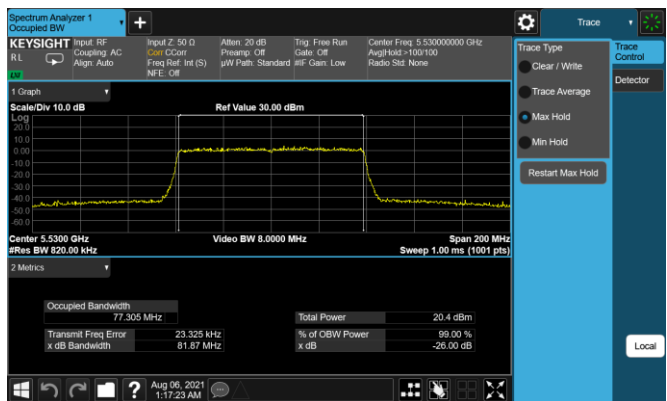 Spectrum Analyzer 1
Occupied BW
Trace
KEYSIGHT
RL
Input: RF
Coupling: AC
Align: Auto
Input Z: 50 Ω
Corr CCorr
Freq Ref: Int (S)
NFE: Off
Atten: 20 dB
Preamp: Off
µW Path: Standard
Trig: Free Run
Gate: Off
#IF Gain: Low
Center Freq: 5.530000000 GHz
Avg|Hold:>100/100
Radio Std: None
1 Graph
Scale/Div 10.0 dB
Ref Value 30.00 dBm
Log
20.0
10.0
0.00
-10.0
-20.0
-30.0
-40.0
-50.0
-60.0
Center 5.5300 GHz
#Res BW 820.00 kHz
Video BW 8.0000 MHz
Span 200 MHz
Sweep 1.00 ms (1001 pts)
2 Metrics
Occupied Bandwidth
77.305 MHz
Transmit Freq Error 23.325 kHz
x dB Bandwidth 81.87 MHz
Total Power 20.4 dBm
% of OBW Power 99.00 %
x dB -26.00 dB
Aug 06, 2021
1:17:23 AM
Trace Type
Clear / Write
Trace Average
Max Hold
Min Hold
Restart Max Hold
Trace
Control
Detector
Local